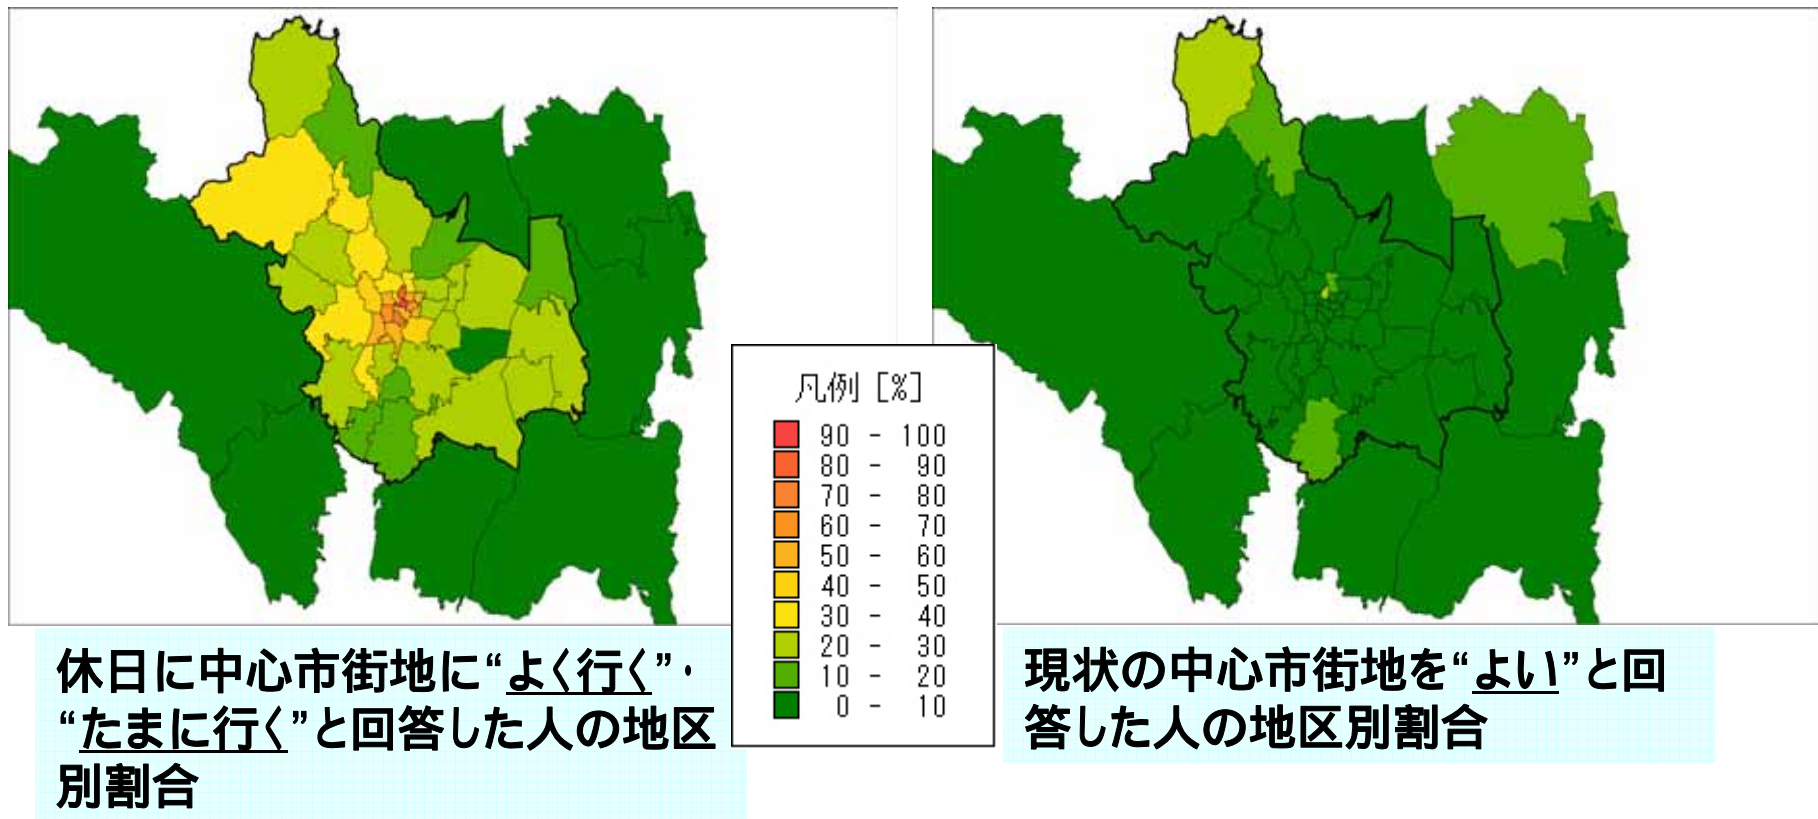 凡例 [%]
90 - 100
80 - 90
70 - 80
60 - 70
50 - 60
40 - 50
30 - 40
20 - 30
10 - 20
0 - 10
休日に中心市街地に“よく行く”・
“たまに行く”と回答した人の地区
別割合
現状の中心市街地を“よい”と回
答した人の地区別割合